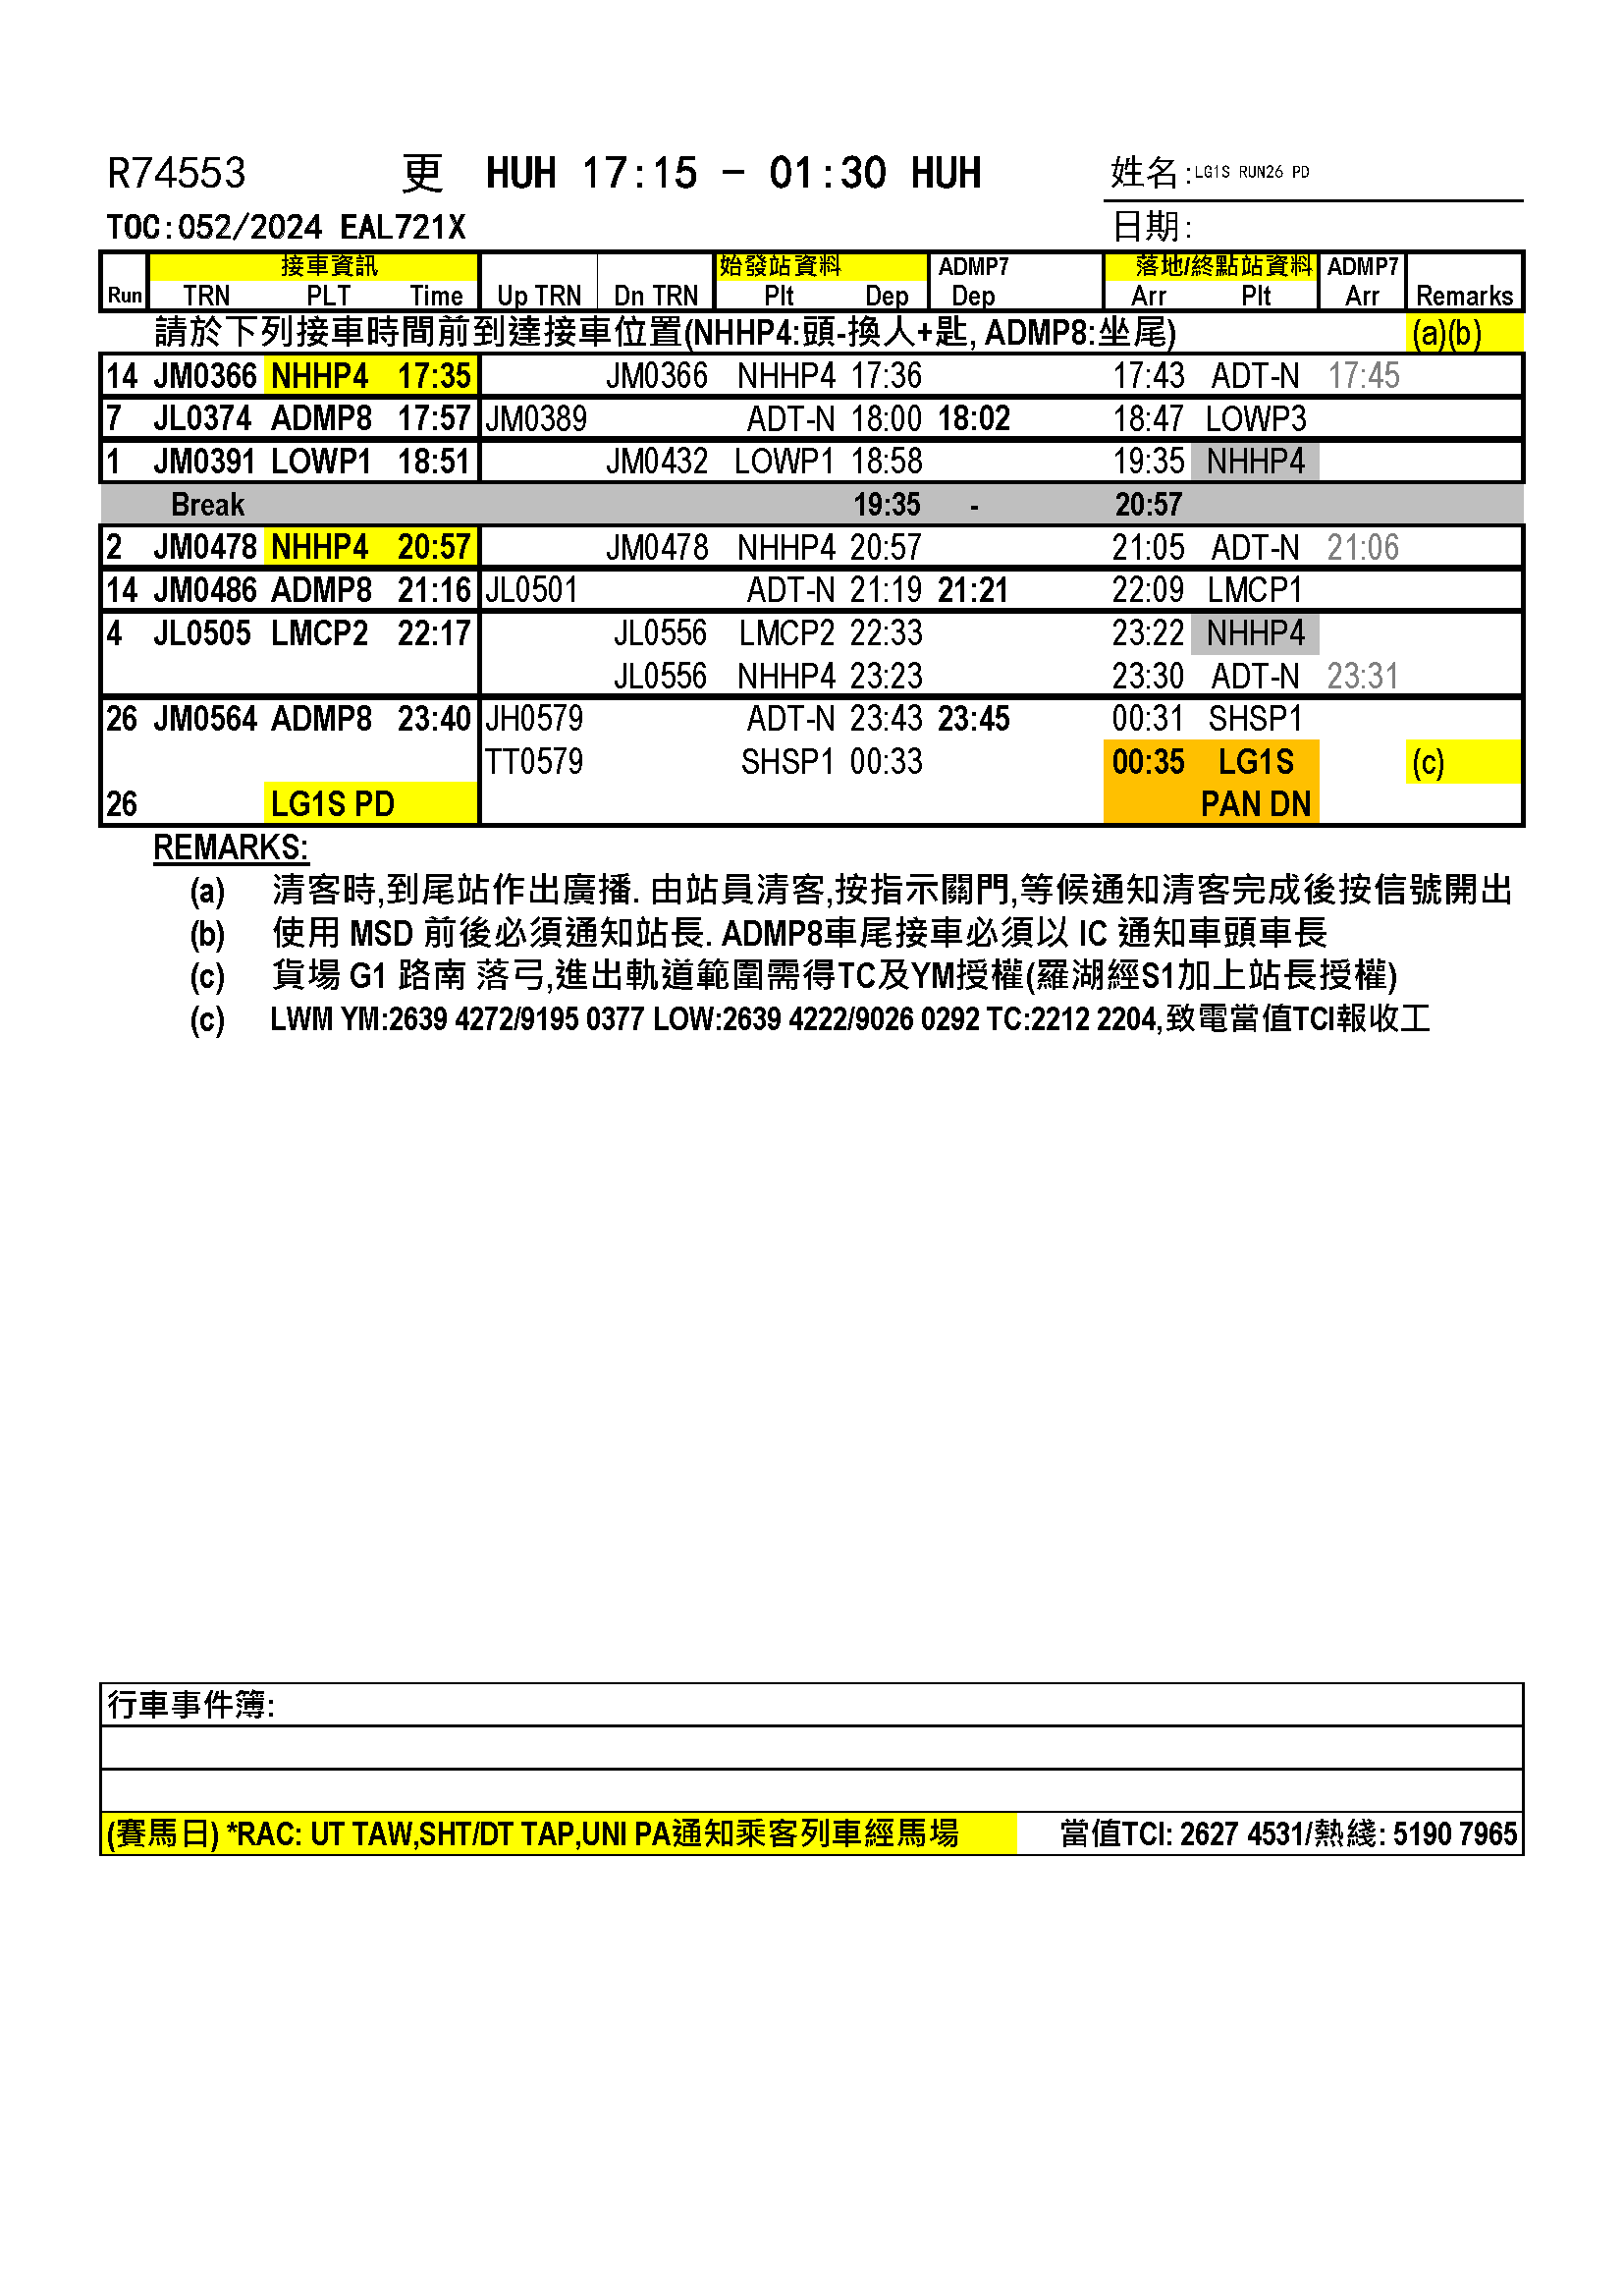 R74553 更 HUH 17:15 - 01:30 HUH 姓名:LG1S RUN26 PD
TOC:052/2024 EAL721X 日期:
接車資訊 始發站資料 ADMP7 落地/終點站資料 ADMP7
Run TRN PLT Time Up TRN Dn TRN Plt Dep Dep Arr Plt Arr Remarks
請於下列接車時間前到達接車位置(NHHP4:頭-換人+匙, ADMP8:坐尾) (a)(b)
14 JM0366 NHHP4 17:35 JM0366 NHHP4 17:36 17:43 ADT-N 17:45
7 JL0374 ADMP8 17:57 JM0389 ADT-N 18:00 18:02 18:47 LOWP3
1 JM0391 LOWP1 18:51 JM0432 LOWP1 18:58 19:35 NHHP4
Break 19:35 - 20:57
2 JM0478 NHHP4 20:57 JM0478 NHHP4 20:57 21:05 ADT-N 21:06
14 JM0486 ADMP8 21:16 JL0501 ADT-N 21:19 21:21 22:09 LMCP1
4 JL0505 LMCP2 22:17 JL0556 LMCP2 22:33 23:22 NHHP4
JL0556 NHHP4 23:23 23:30 ADT-N 23:31
26 JM0564 ADMP8 23:40 JH0579 ADT-N 23:43 23:45 00:31 SHSP1
TT0579 SHSP1 00:33 00:35 LG1S (c)
26 LG1S PD PAN DN
REMARKS:
(a) 清客時,到尾站作出廣播. 由站員清客,按指示關門,等候通知清客完成後按信號開出
(b) 使用 MSD 前後必須通知站長. ADMP8車尾接車必須以 IC 通知車頭車長
(c) 貨場 G1 路南 落弓,進出軌道範圍需得TC及YM授權(羅湖經S1加上站長授權)
(c) LWM YM:2639 4272/9195 0377 LOW:2639 4222/9026 0292 TC:2212 2204,致電當值TCI報收工
行車事件簿:
(賽馬日) *RAC: UT TAW,SHT/DT TAP,UNI PA通知乘客列車經馬場 當值TCI: 2627 4531/熱綫: 5190 7965